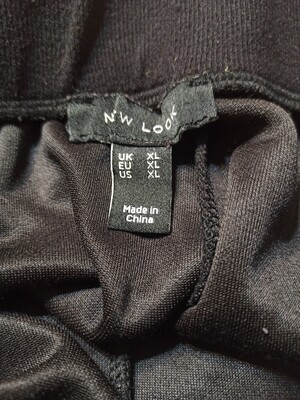 NEW LOOK
UK XL
EU XL
US XL
Made in
China